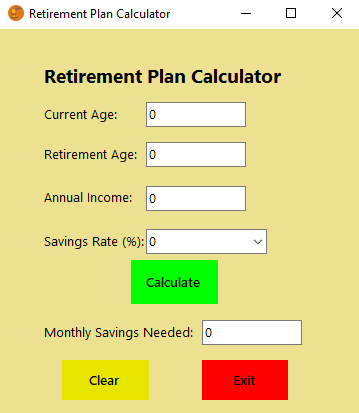 Retirement Plan Calculator
Retirement Plan Calculator
Current Age: 0
Retirement Age: 0
Annual Income: 0
Savings Rate (%): 0
Calculate
Monthly Savings Needed: 0
Clear Exit